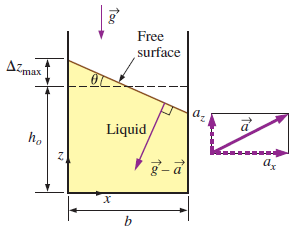 g⃗
Free
surface
Δz_max
θ
h_o
Liquid
a_z
a⃗
g⃗ – a⃗
a_x
z
x
b